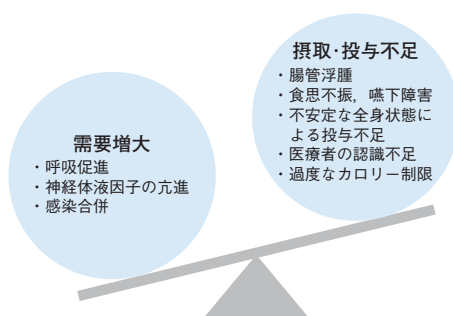 需要増大
・呼吸促進
・神経体液因子の亢進
・感染合併
摂取・投与不足
・腸管浮腫
・食思不振，嚥下障害
・不安定な全身状態に
よる投与不足
・医療者の認識不足
・過度なカロリー制限